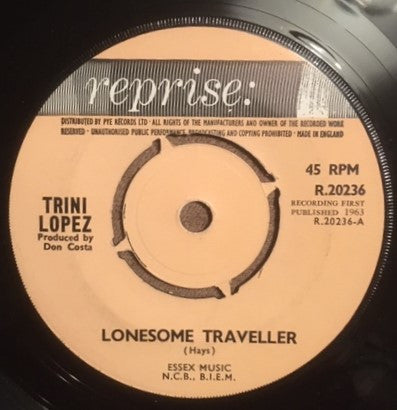 reprise:
DISTRIBUTED BY PYE RECORDS LTD · ALL RIGHTS OF THE MANUFACTURERS AND OWNER OF THE RECORDED WORK
RESERVED · UNAUTHORISED PUBLIC PERFORMANCE, BROADCASTING AND COPYING PROHIBITED · MADE IN ENGLAND
45 RPM
R.20236
RECORDING FIRST
PUBLISHED 1963
R.20236-A
TRINI
LOPEZ
Produced by
Don Costa
LONESOME TRAVELLER
(Hays)
ESSEX MUSIC
N.C.B., B.I.E.M.